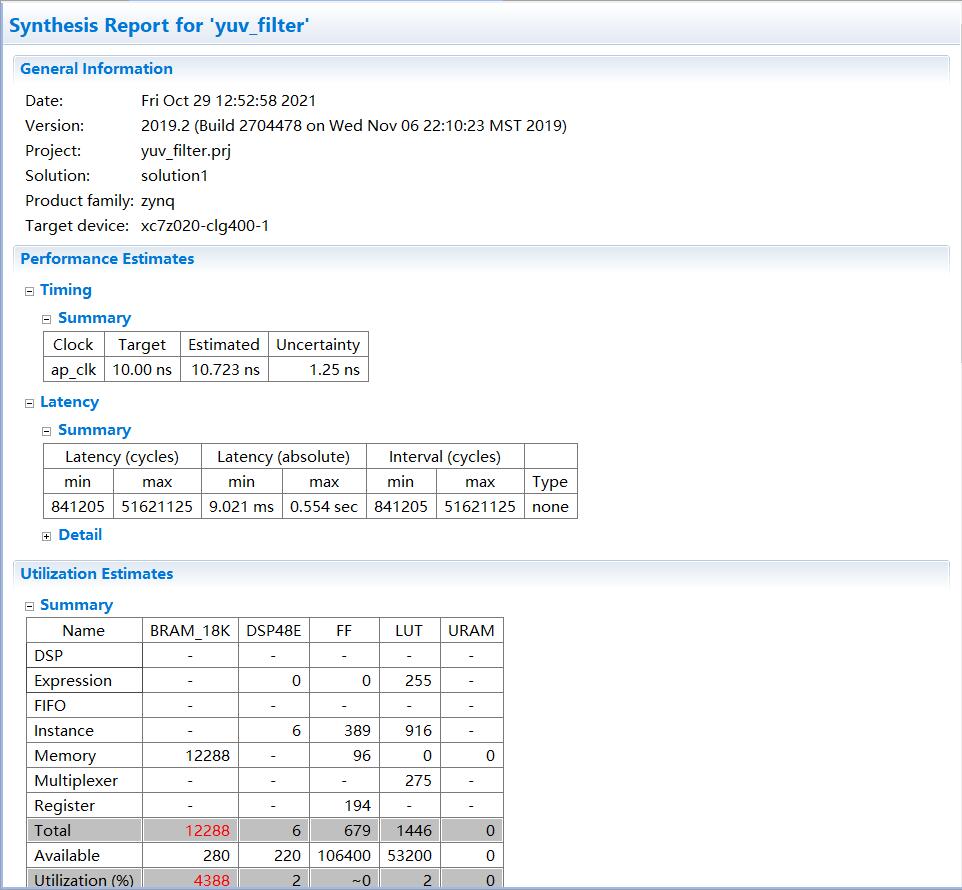 Synthesis Report for 'yuv_filter'
General Information
Date: Fri Oct 29 12:52:58 2021
Version: 2019.2 (Build 2704478 on Wed Nov 06 22:10:23 MST 2019)
Project: yuv_filter.prj
Solution: solution1
Product family: zynq
Target device: xc7z020-clg400-1
Performance Estimates
Timing
Summary
Clock Target Estimated Uncertainty
ap_clk 10.00 ns 10.723 ns 1.25 ns
Latency
Summary
Latency (cycles) Latency (absolute) Interval (cycles)
min max min max min max Type
841205 51621125 9.021 ms 0.554 sec 841205 51621125 none
Detail
Utilization Estimates
Summary
Name BRAM_18K DSP48E FF LUT URAM
DSP - - - - -
Expression - 0 0 255 -
FIFO - - - - -
Instance - 6 389 916 -
Memory 12288 - 96 0 0
Multiplexer - - - 275 -
Register - - 194 - -
Total 12288 6 679 1446 0
Available 280 220 106400 53200 0
Utilization (%) 4388 2 ~0 2 0